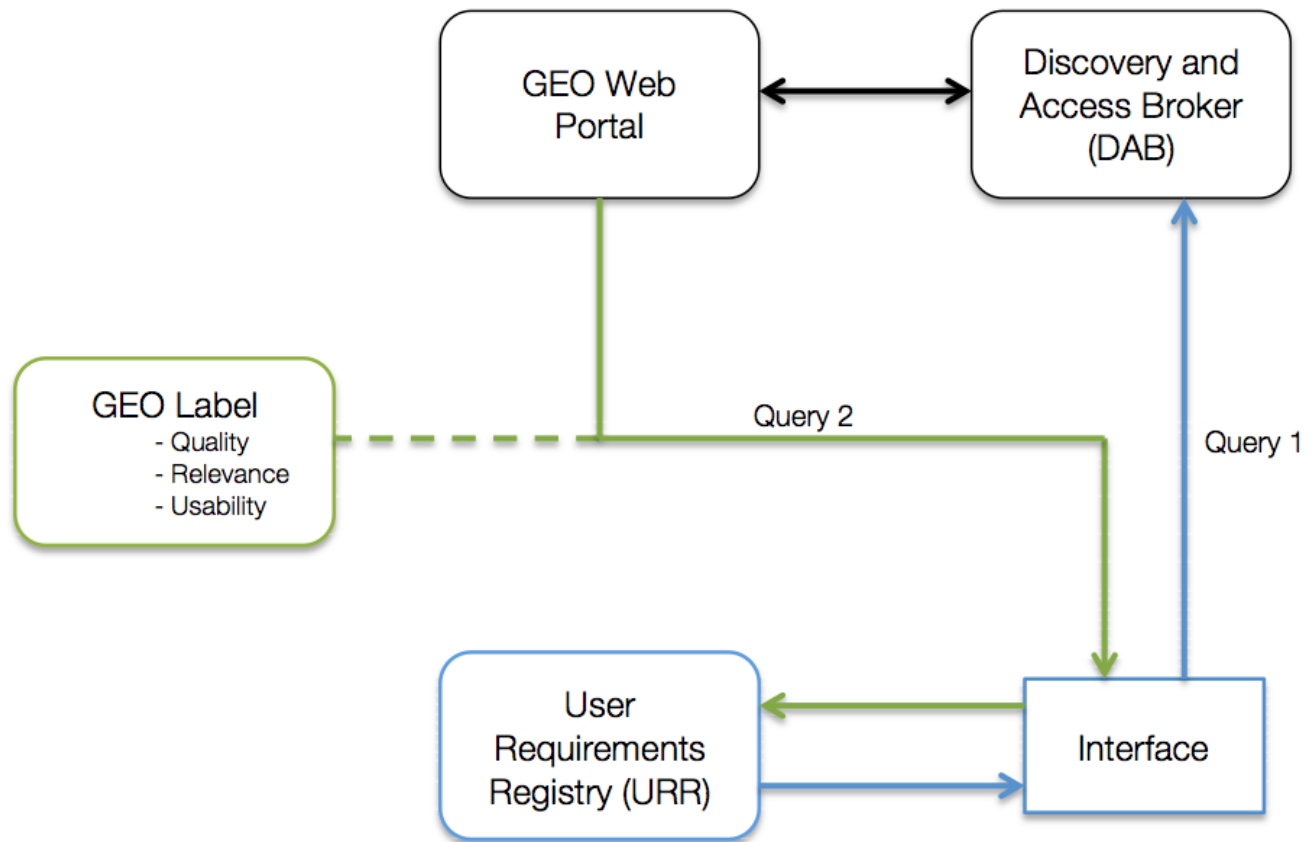 GEO Web
Portal
Discovery and
Access Broker
(DAB)
GEO Label
- Quality
- Relevance
- Usability
Query 2
Query 1
User
Requirements
Registry (URR)
Interface